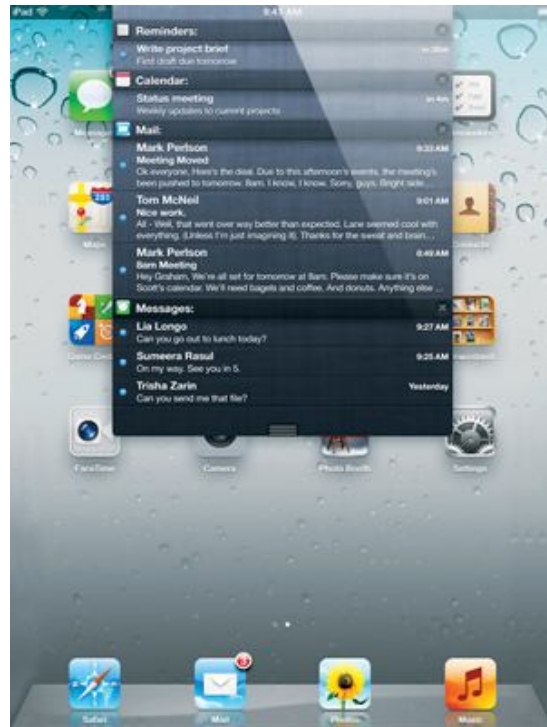 iPad
9:41 AM
Reminders:
Write project brief
First draft due tomorrow
Calendar:
Status meeting
in 4m
Weekly updates to current projects
Mail:
Mark Perlson
9:33 AM
Meeting Moved
Ok everyone, Here's the deal. Due to this afternoon's events, the meeting's
been pushed to tomorrow. 8am. I know, I know. Sorry, guys. Bright side...
Tom McNeil
9:01 AM
Nice work.
All - Well, that went over way better than expected. Lane seemed cool with
everything. (Unless I'm just imagining it). Thanks for the sweat and brain...
Mark Perlson
8:49 AM
8am Meeting
Hey Graham, We're all set for tomorrow at 8am. Please make sure it's on
Scott's calendar. We'll need bagels and coffee. And donuts. Anything else ...
Messages:
Lia Longo
9:27 AM
Can you go out to lunch today?
Sumeera Rasul
9:25 AM
On my way. See you in 5.
Trisha Zarin
Yesterday
Can you send me that file?
Maps
280
FaceTime
Camera
Photo Booth
Settings
3
Safari
Mail
Photos
Music